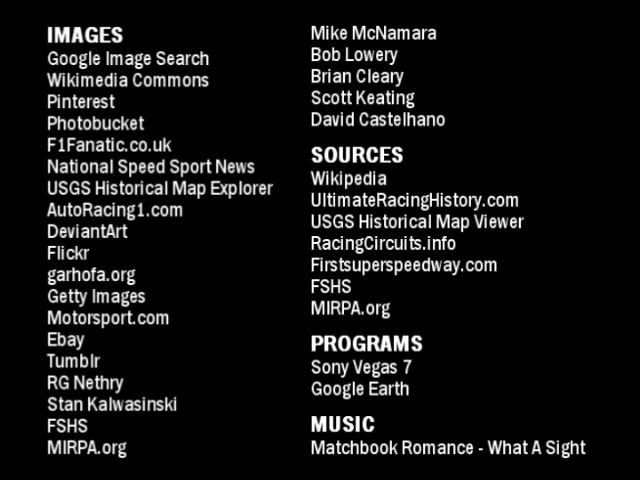 IMAGES
Google Image Search
Wikimedia Commons
Pinterest
Photobucket
F1Fanatic.co.uk
National Speed Sport News
USGS Historical Map Explorer
AutoRacing1.com
DeviantArt
Flickr
garhofa.org
Getty Images
Motorsport.com
Ebay
Tumblr
RG Nethry
Stan Kalwasinski
FSHS
MIRPA.org
Mike McNamara
Bob Lowery
Brian Cleary
Scott Keating
David Castelhano
SOURCES
Wikipedia
UltimateRacingHistory.com
USGS Historical Map Viewer
RacingCircuits.info
Firstsuperspeedway.com
FSHS
MIRPA.org
PROGRAMS
Sony Vegas 7
Google Earth
MUSIC
Matchbook Romance - What A Sight